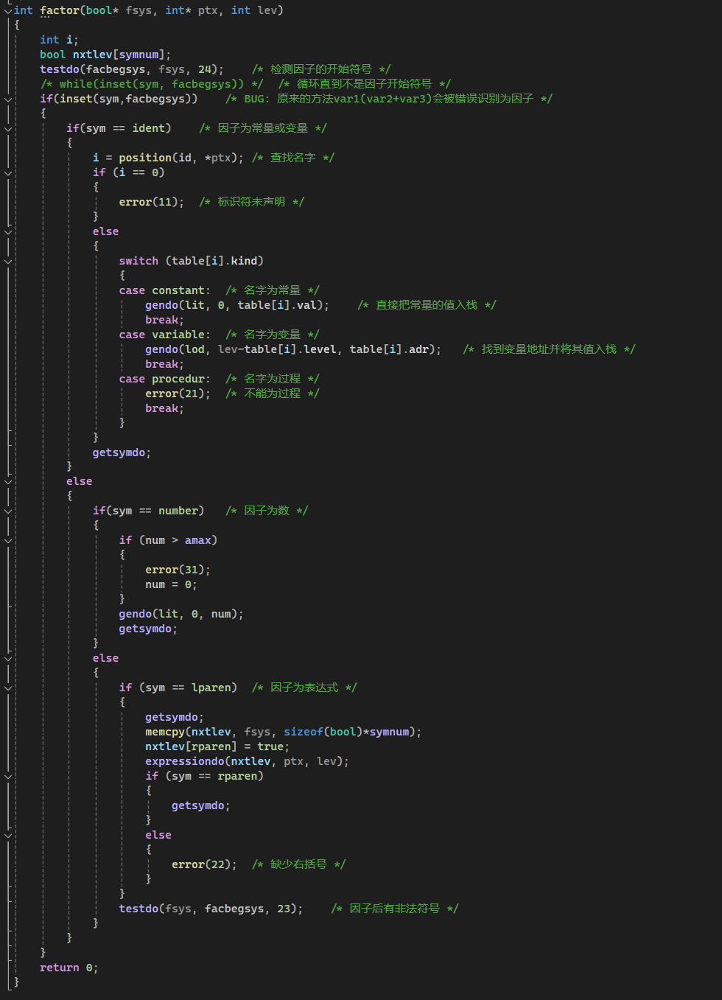 int factor(bool* fsys, int* ptx, int lev)
{
    int i;
    bool nxtlev[symnum];
    testdo(facbegsys, fsys, 24);    /* 检测因子的开始符号 */
    /* while(inset(sym, facbegsys)) */  /* 循环直到不是因子开始符号 */
    if(inset(sym,facbegsys))    /* BUG: 原来的方法var1(var2+var3)会被错误识别为因子 */
    {
        if(sym == ident)    /* 因子为常量或变量 */
        {
            i = position(id, *ptx); /* 查找名字 */
            if (i == 0)
            {
                error(11);  /* 标识符未声明 */
            }
            else
            {
                switch (table[i].kind)
                {
                case constant:  /* 名字为常量 */
                    gendo(lit, 0, table[i].val);    /* 直接把常量的值入栈 */
                    break;
                case variable:  /* 名字为变量 */
                    gendo(lod, lev-table[i].level, table[i].adr);   /* 找到变量地址并将其值入栈 */
                    break;
                case procedur:  /* 名字为过程 */
                    error(21);  /* 不能为过程 */
                    break;
                }
            }
            getsymdo;
        }
        else
        {
            if(sym == number)   /* 因子为数 */
            {
                if (num > amax)
                {
                    error(31);
                    num = 0;
                }
                gendo(lit, 0, num);
                getsymdo;
            }
            else
            {
                if (sym == lparen)  /* 因子为表达式 */
                {
                    getsymdo;
                    memcpy(nxtlev, fsys, sizeof(bool)*symnum);
                    nxtlev[rparen] = true;
                    expressiondo(nxtlev, ptx, lev);
                    if (sym == rparen)
                    {
                        getsymdo;
                    }
                    else
                    {
                        error(22);  /* 缺少右括号 */
                    }
                }
                testdo(fsys, facbegsys, 23);    /* 因子后有非法符号 */
            }
        }
    }
    return 0;
}